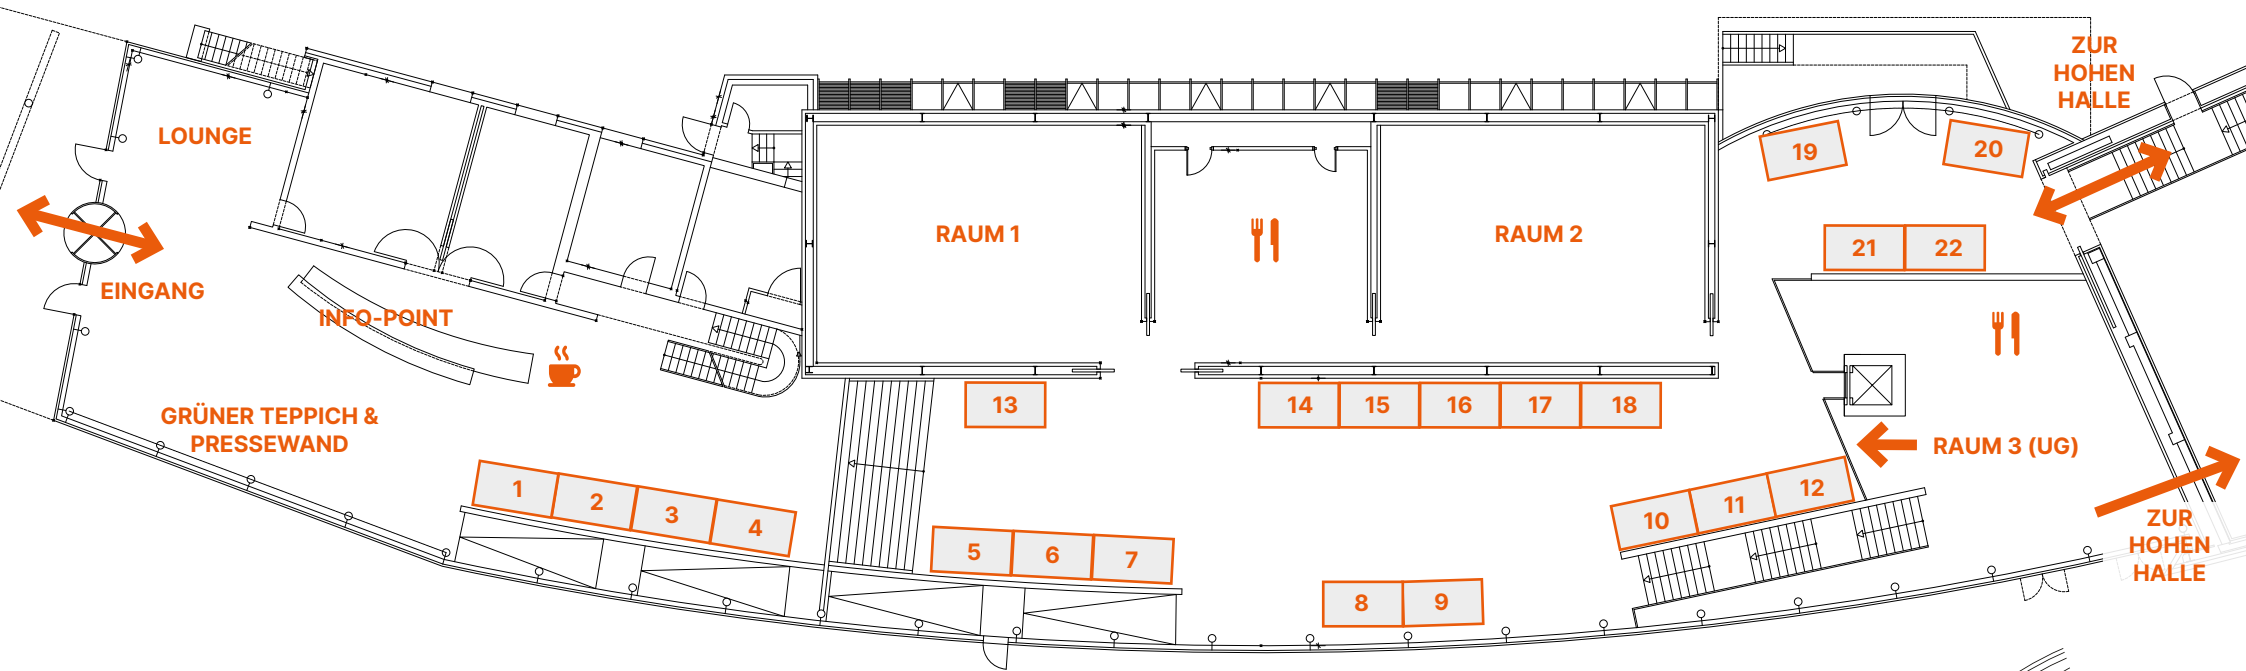 LOUNGE
EINGANG
INFO-POINT
GRÜNER TEPPICH &
PRESSEWAND
RAUM 1
RAUM 2
ZUR
HOHEN
HALLE
19
20
21
22
13
14
15
16
17
18
RAUM 3 (UG)
1
2
3
4
5
6
7
8
9
10
11
12
ZUR
HOHEN
HALLE